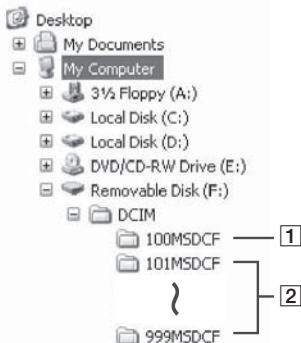 Desktop
My Documents
My Computer
3½ Floppy (A:)
Local Disk (C:)
Local Disk (D:)
DVD/CD-RW Drive (E:)
Removable Disk (F:)
DCIM
100MSDCF 1
101MSDCF
2
999MSDCF